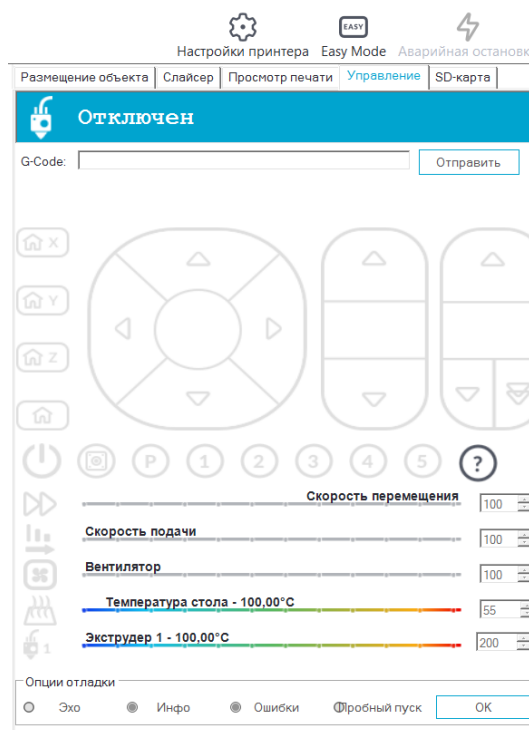 Настройки принтера Easy Mode Аварийная остановк
EASY
Размещение объекта Слайсер Просмотр печати Управление SD-карта
Отключен
G-Code: Отправить
X
Y
Z
P 1 2 3 4 5 ?
Скорость перемещения 100
Скорость подачи 100
Вентилятор 100
Температура стола - 100,00°C 55
Экструдер 1 - 100,00°C 200
1
Опции отладки
Эхо Инфо Ошибки Пробный пуск OK